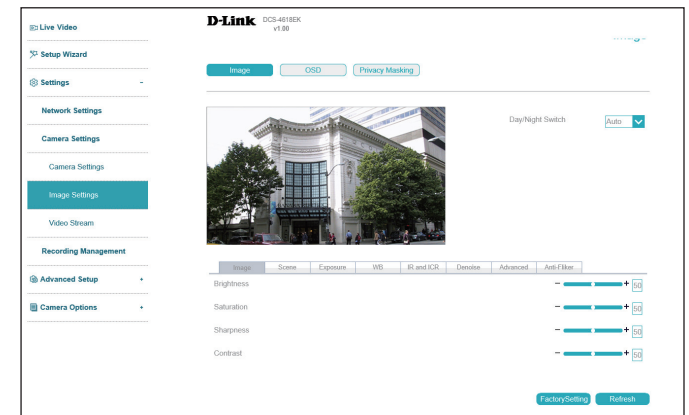 D-Link DCS-4618EK
v1.00
Live Video
Setup Wizard
Settings -
Network Settings
Camera Settings
Camera Settings
Image Settings
Video Stream
Recording Management
Advanced Setup +
Camera Options +
Image OSD Privacy Masking
Day/Night Switch Auto
Image Scene Exposure WB IR and ICR Denoise Advanced Anti-Fliker
Brightness - + 50
Saturation - + 50
Sharpness - + 50
Contrast - + 50
FactorySetting Refresh